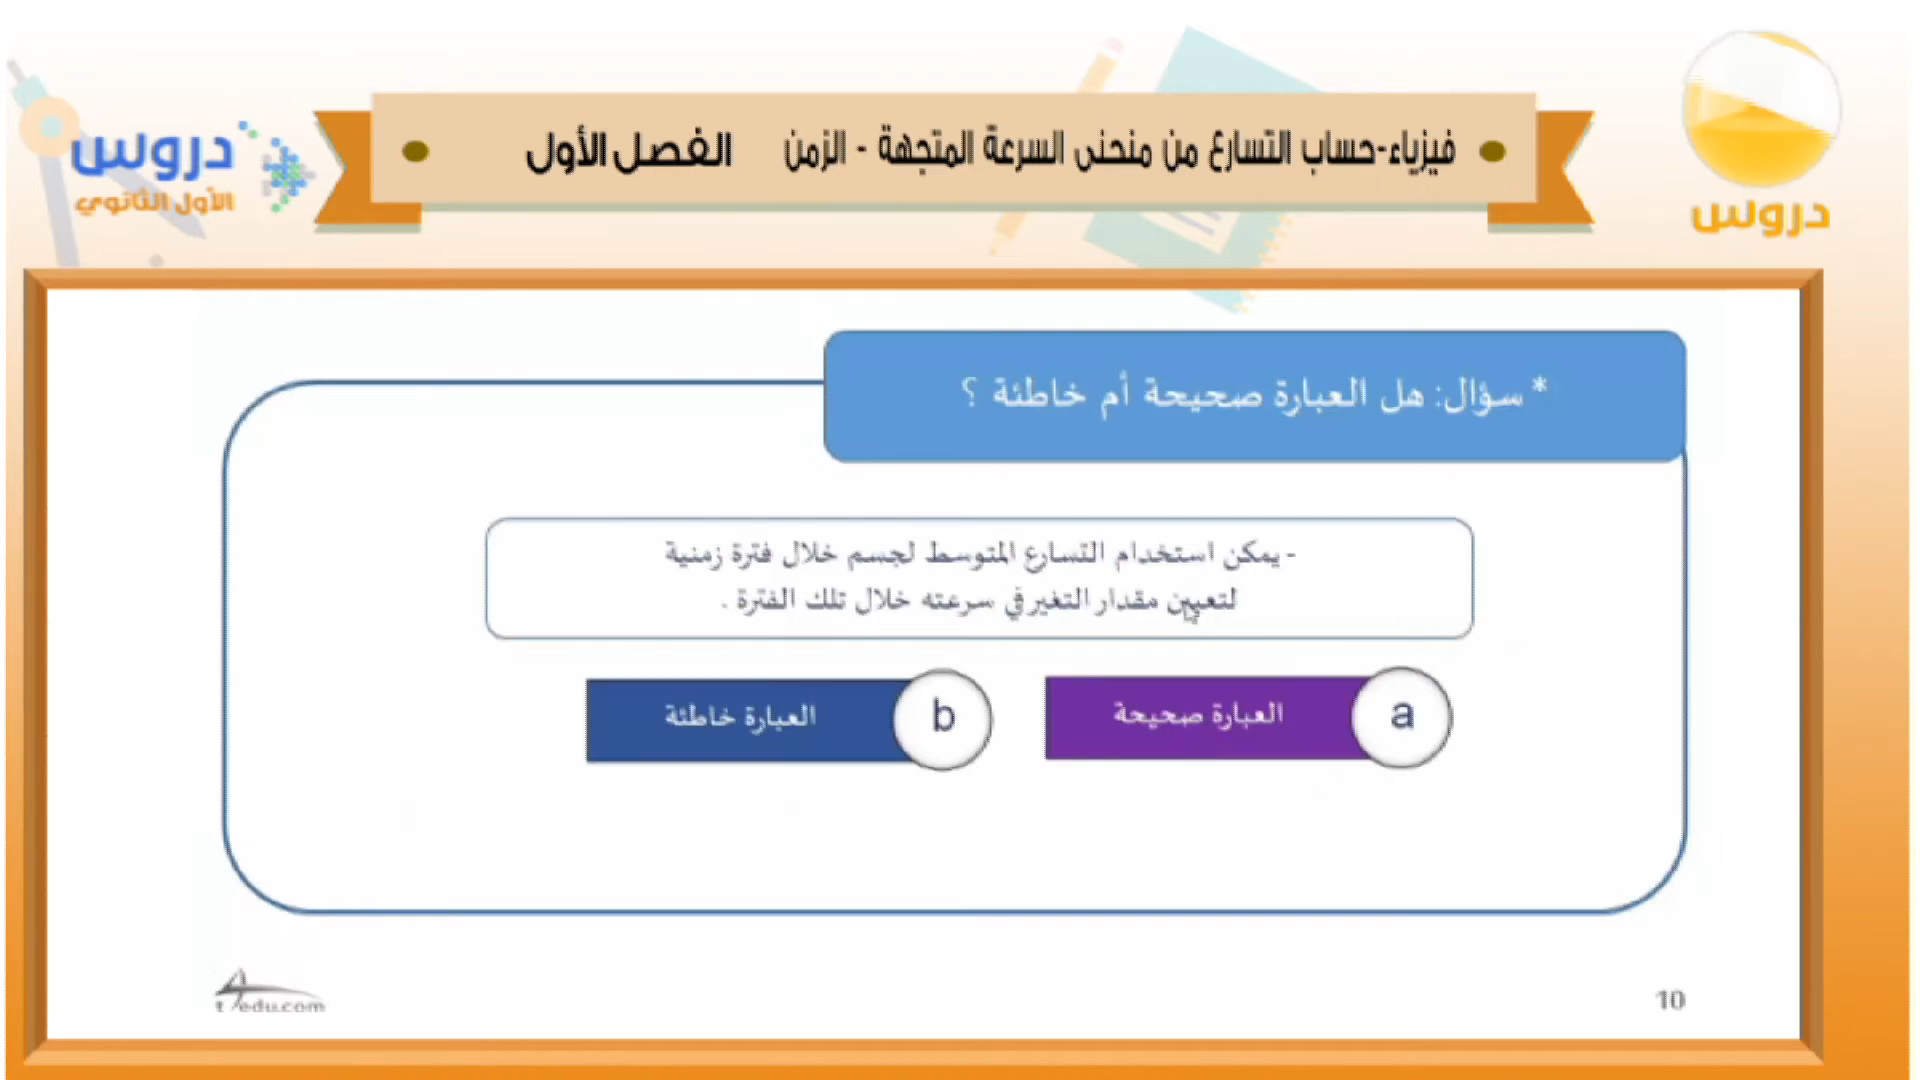 دروس
فيزياء-حساب التسارع من منحنى السرعة المتجهة - الزمن الفصل الأول
دروس
الأول الثانوي
* سؤال: هل العبارة صحيحة أم خاطئة ؟
- يمكن استخدام التسارع المتوسط لجسم خلال فترة زمنية
لتعيين مقدار التغير في سرعته خلال تلك الفترة .
a العبارة صحيحة
b العبارة خاطئة
t4edu.com
10